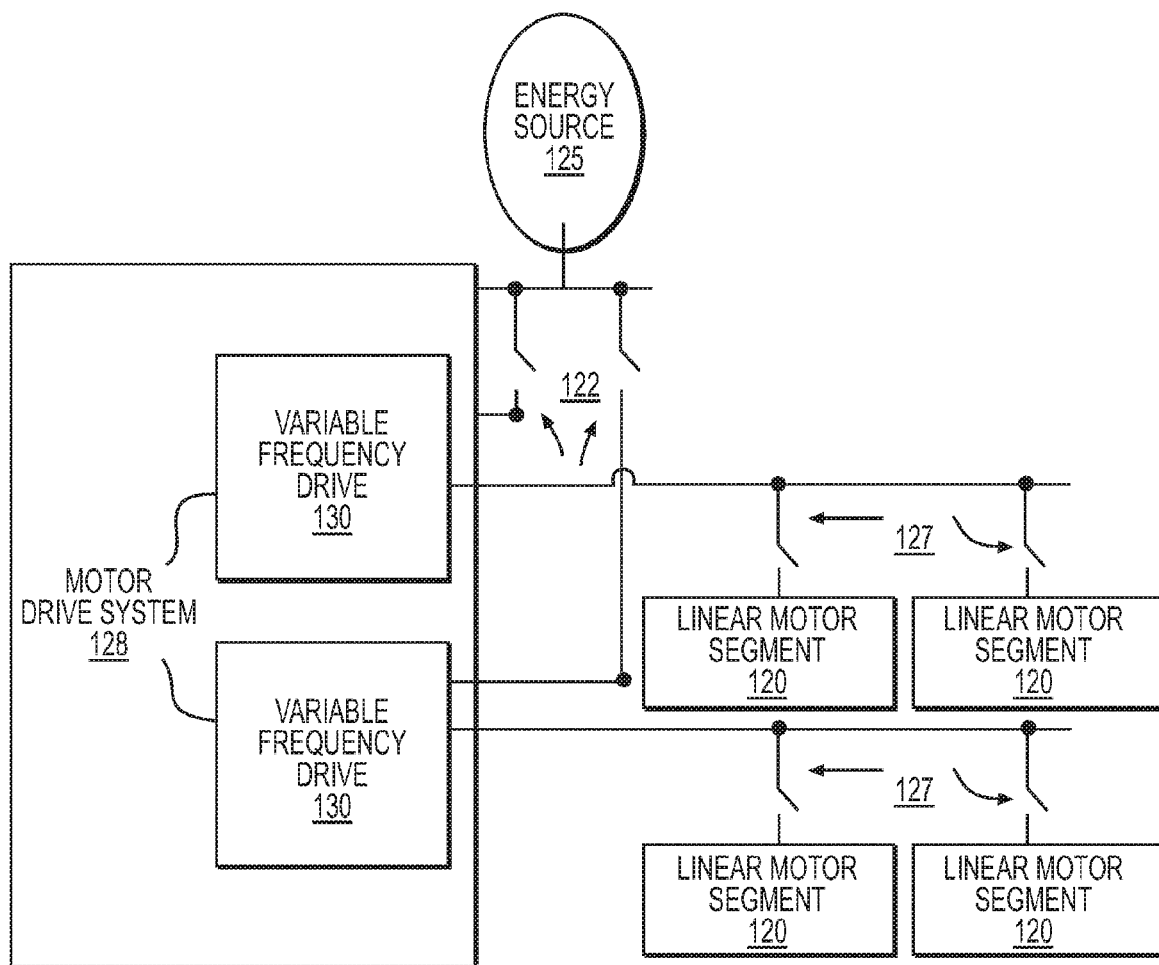 ENERGY
SOURCE
125
122
VARIABLE
FREQUENCY
DRIVE
130
127
MOTOR
DRIVE SYSTEM
128
LINEAR MOTOR
SEGMENT
120
LINEAR MOTOR
SEGMENT
120
VARIABLE
FREQUENCY
DRIVE
130
127
LINEAR MOTOR
SEGMENT
120
LINEAR MOTOR
SEGMENT
120